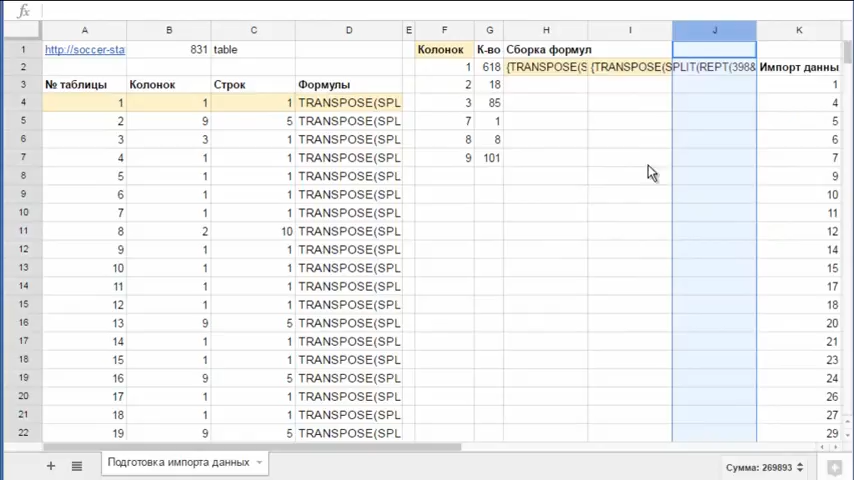 fx
A B C D E F G H I J K
1 http://soccer-sta 831 table Колонок К-во Сборка формул
2 1 618 {TRANSPOSE(S {TRANSPOSE(SPLIT(REPT(398& Импорт данны
3 № таблицы Колонок Строк Формулы 2 18 1
4 1 1 1 TRANSPOSE(SPL 3 85 4
5 2 9 5 TRANSPOSE(SPL 7 1 5
6 3 3 1 TRANSPOSE(SPL 8 8 6
7 4 1 1 TRANSPOSE(SPL 9 101 7
8 5 1 1 TRANSPOSE(SPL 9
9 6 1 1 TRANSPOSE(SPL 10
10 7 1 1 TRANSPOSE(SPL 11
11 8 2 10 TRANSPOSE(SPL 12
12 9 1 1 TRANSPOSE(SPL 14
13 10 1 1 TRANSPOSE(SPL 15
14 11 1 1 TRANSPOSE(SPL 17
15 12 1 1 TRANSPOSE(SPL 18
16 13 9 5 TRANSPOSE(SPL 20
17 14 1 1 TRANSPOSE(SPL 21
18 15 1 1 TRANSPOSE(SPL 23
19 16 9 5 TRANSPOSE(SPL 24
20 17 1 1 TRANSPOSE(SPL 26
21 18 1 1 TRANSPOSE(SPL 27
22 19 9 5 TRANSPOSE(SPL 29
Подготовка импорта данных
Сумма: 269893